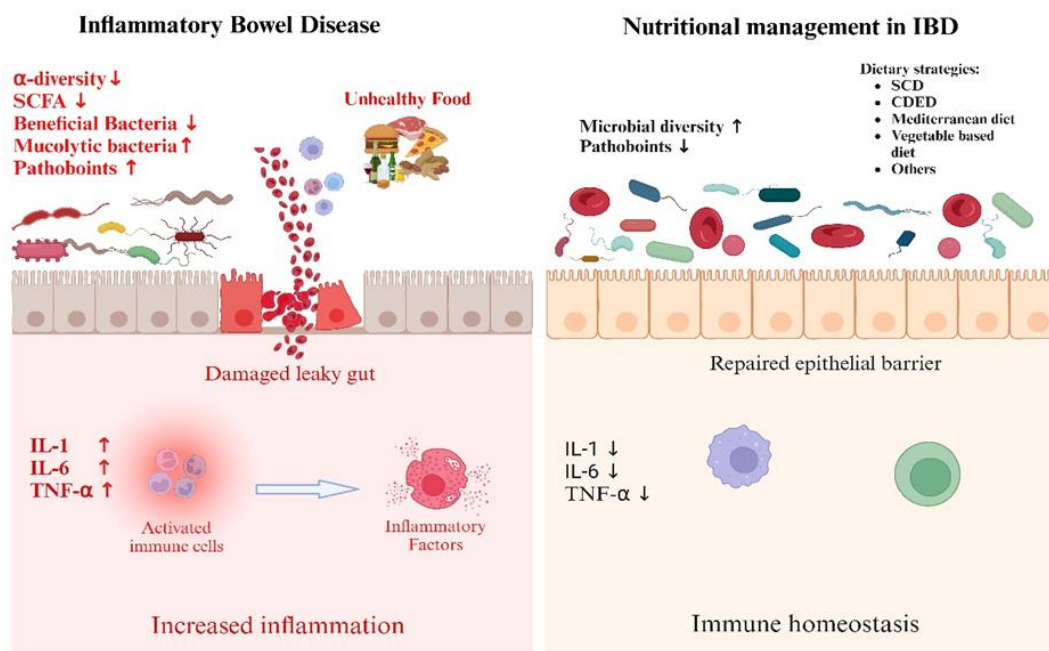 Inflammatory Bowel Disease
α-diversity ↓
SCFA ↓
Beneficial Bacteria ↓
Mucolytic bacteria ↑
Pathoboints ↑
Unhealthy Food
Damaged leaky gut
IL-1 ↑
IL-6 ↑
TNF-α ↑
Activated
immune cells
Inflammatory
Factors
Increased inflammation
Nutritional management in IBD
Dietary strategies:
• SCD
• CDED
• Mediterranean diet
• Vegetable based
diet
• Others
Microbial diversity ↑
Pathoboints ↓
Repaired epithelial barrier
IL-1 ↓
IL-6 ↓
TNF-α ↓
Immune homeostasis